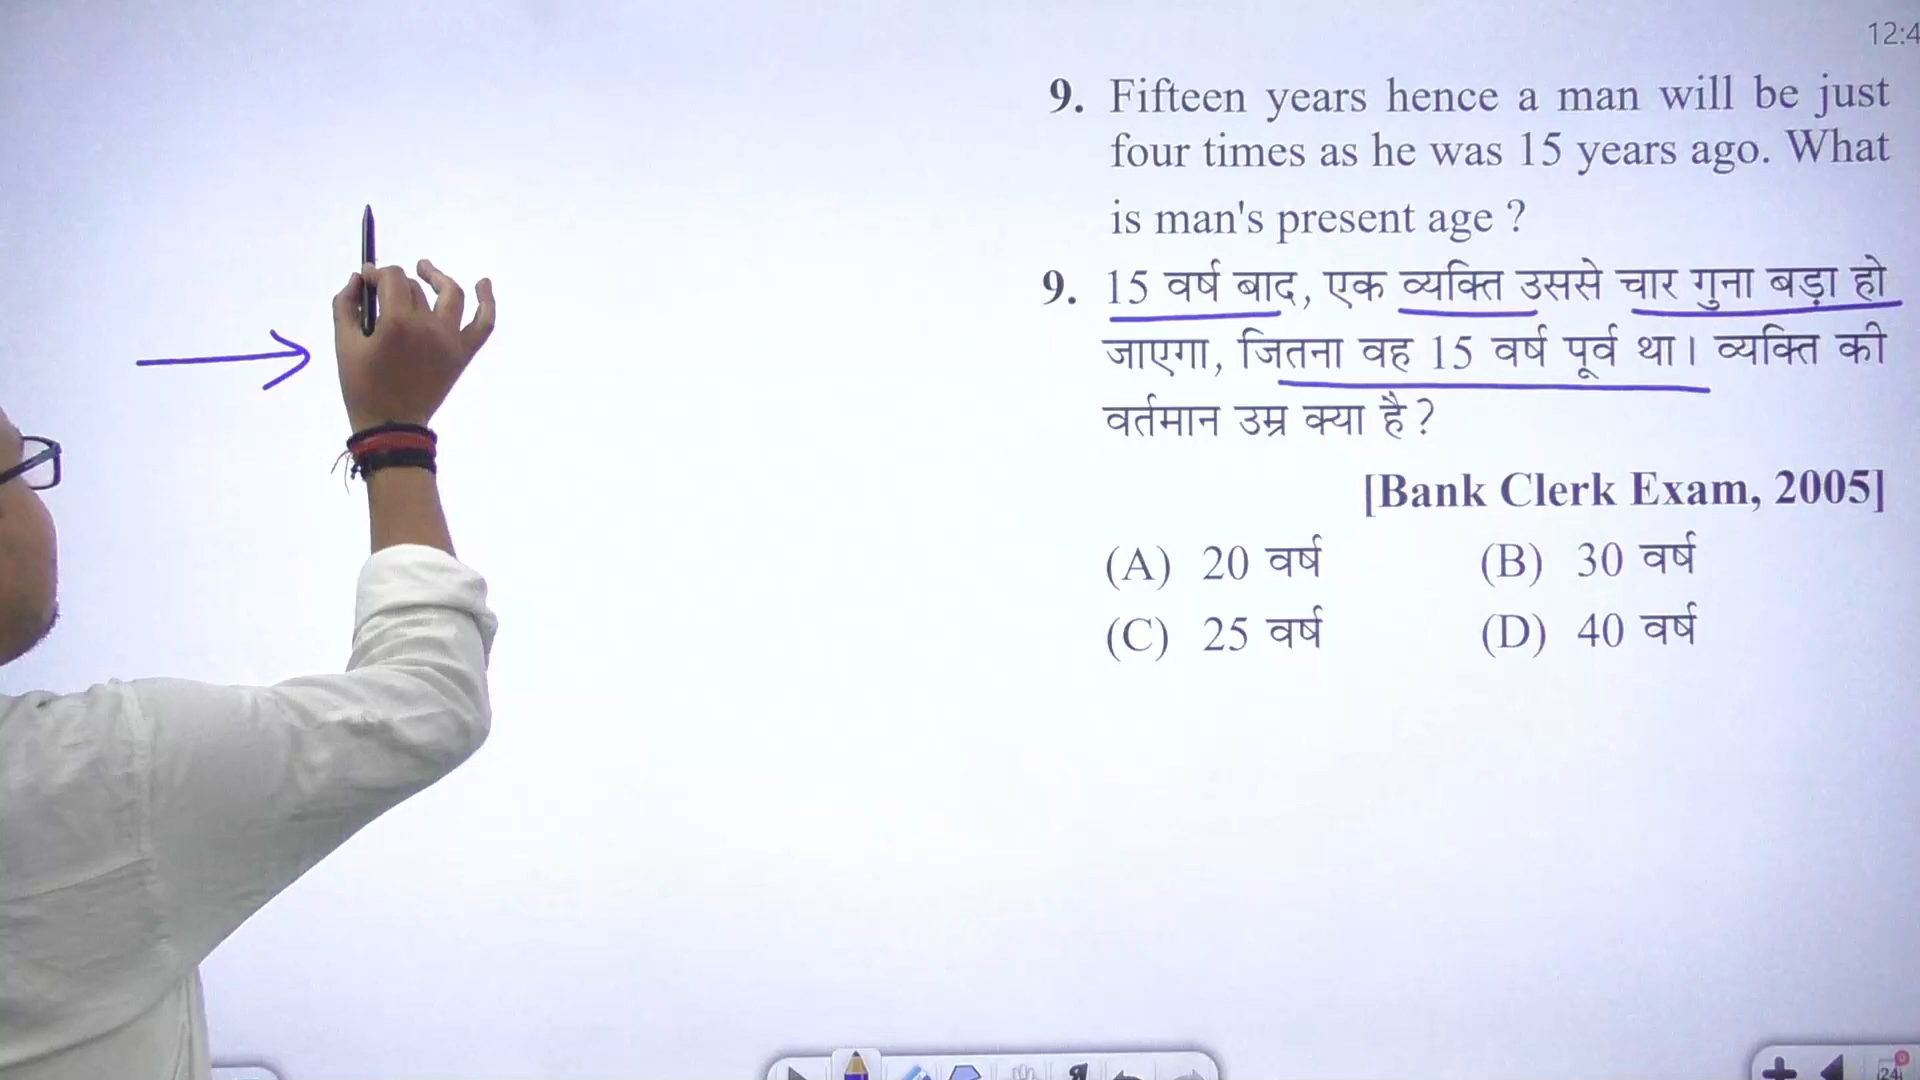 12:4
9. Fifteen years hence a man will be just
four times as he was 15 years ago. What
is man's present age ?
9. 15 वर्ष बाद, एक व्यक्ति उससे चार गुना बड़ा हो
जाएगा, जितना वह 15 वर्ष पूर्व था। व्यक्ति की
वर्तमान उम्र क्या है?
[Bank Clerk Exam, 2005]
(A) 20 वर्ष (B) 30 वर्ष
(C) 25 वर्ष (D) 40 वर्ष